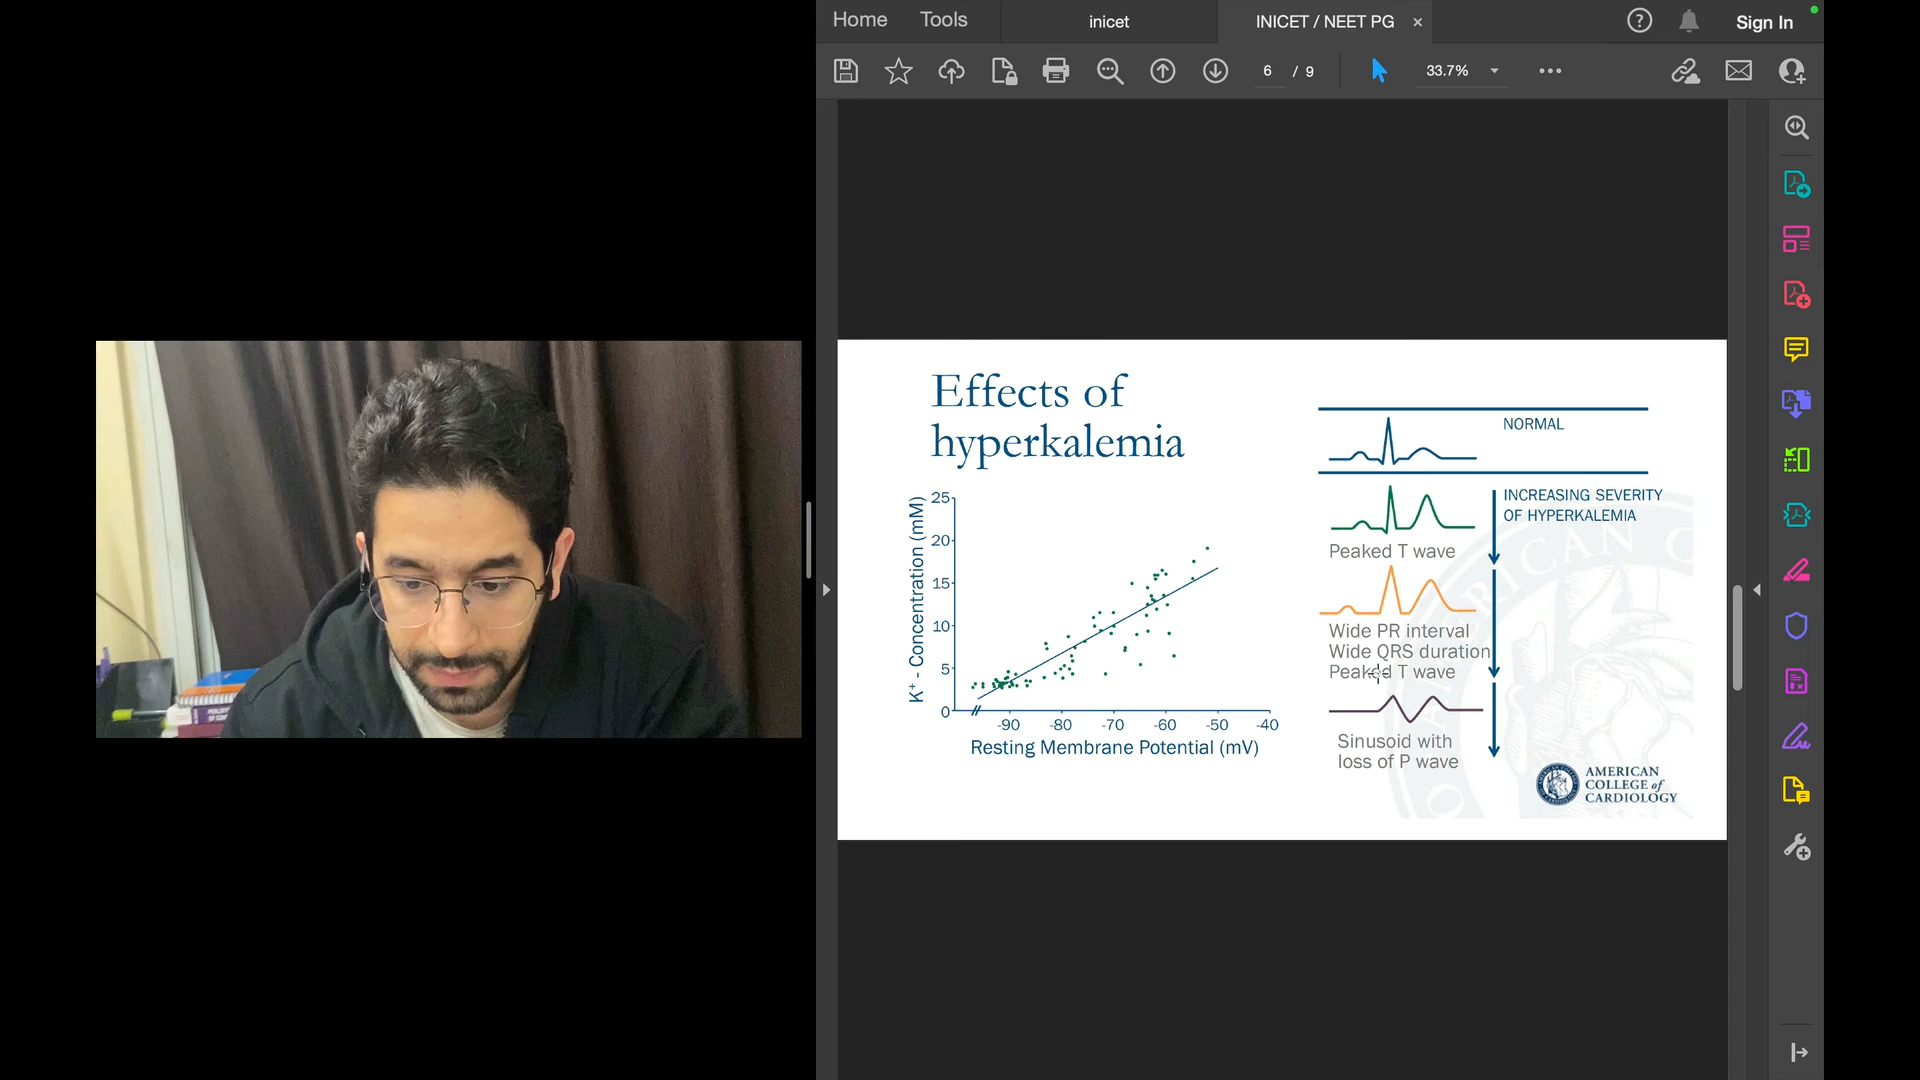 Home
Tools
inicet
INICET / NEET PG
Sign In
6 / 9
33.7%
Effects of
hyperkalemia
K+ - Concentration (mM)
25
20
15
10
5
0
-90 -80 -70 -60 -50 -40
Resting Membrane Potential (mV)
NORMAL
INCREASING SEVERITY
OF HYPERKALEMIA
Peaked T wave
Wide PR interval
Wide QRS duration
Peaked T wave
Sinusoid with
loss of P wave
AMERICAN
COLLEGE of
CARDIOLOGY